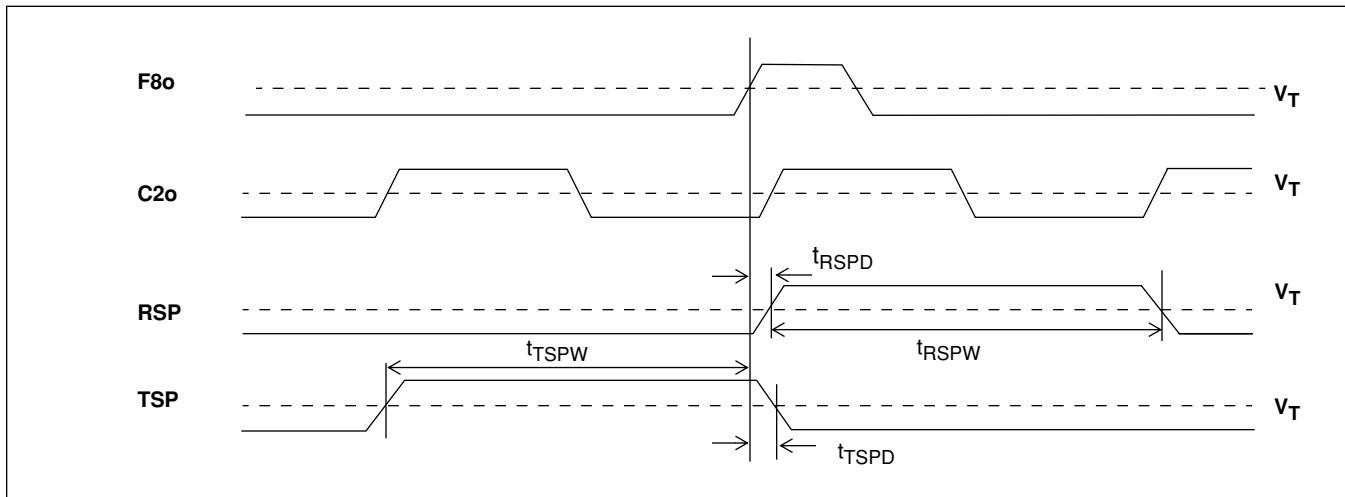 F8o
V_T
C2o
V_T
t_RSPD
RSP
V_T
t_TSPW
t_RSPW
TSP
V_T
t_TSPD